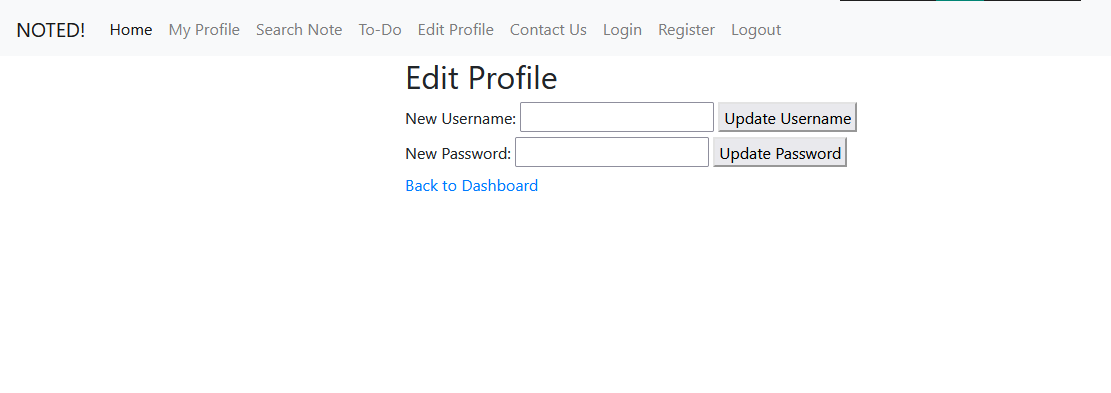 NOTED! Home My Profile Search Note To-Do Edit Profile Contact Us Login Register Logout
Edit Profile
New Username: Update Username
New Password: Update Password
Back to Dashboard